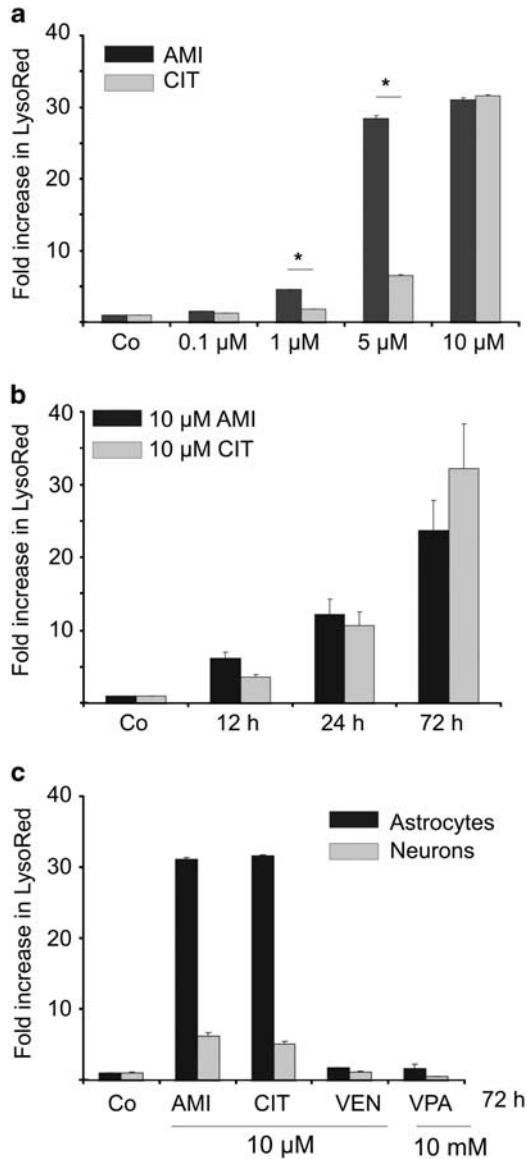 a
AMI
CIT
Fold increase in LysoRed
40
30
20
10
*
*
Co 0.1 µM 1 µM 5 µM 10 µM
b
10 µM AMI
10 µM CIT
Fold increase in LysoRed
40
30
20
10
Co 12 h 24 h 72 h
c
Astrocytes
Neurons
Fold increase in LysoRed
40
30
20
10
Co AMI CIT VEN VPA 72 h
10 µM 10 mM